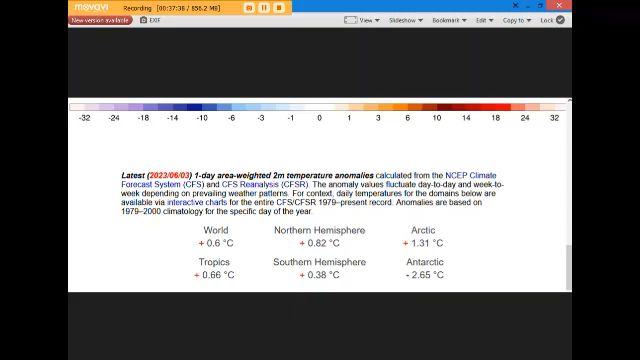 movavi Recording [00:37:38 / 856.2 MB]
New version available EXIF View Slideshow Bookmark Edit Copy to Lock
-32 -24 -18 -14 -10 -6 -3 -1 0 1 3 6 10 14 18 24 32
Latest (2023/06/03) 1-day area-weighted 2m temperature anomalies calculated from the NCEP Climate
Forecast System (CFS) and CFS Reanalysis (CFSR). The anomaly values fluctuate day-to-day and week-to-
week depending on prevailing weather patterns. For context, daily temperatures for the domains below are
available via interactive charts for the entire CFS/CFSR 1979–present record. Anomalies are based on
1979–2000 climatology for the specific day of the year
World Northern Hemisphere Arctic
+ 0.6 °C + 0.82 °C + 1.31 °C
Tropics Southern Hemisphere Antarctic
+ 0.66 °C + 0.38 °C - 2.65 °C